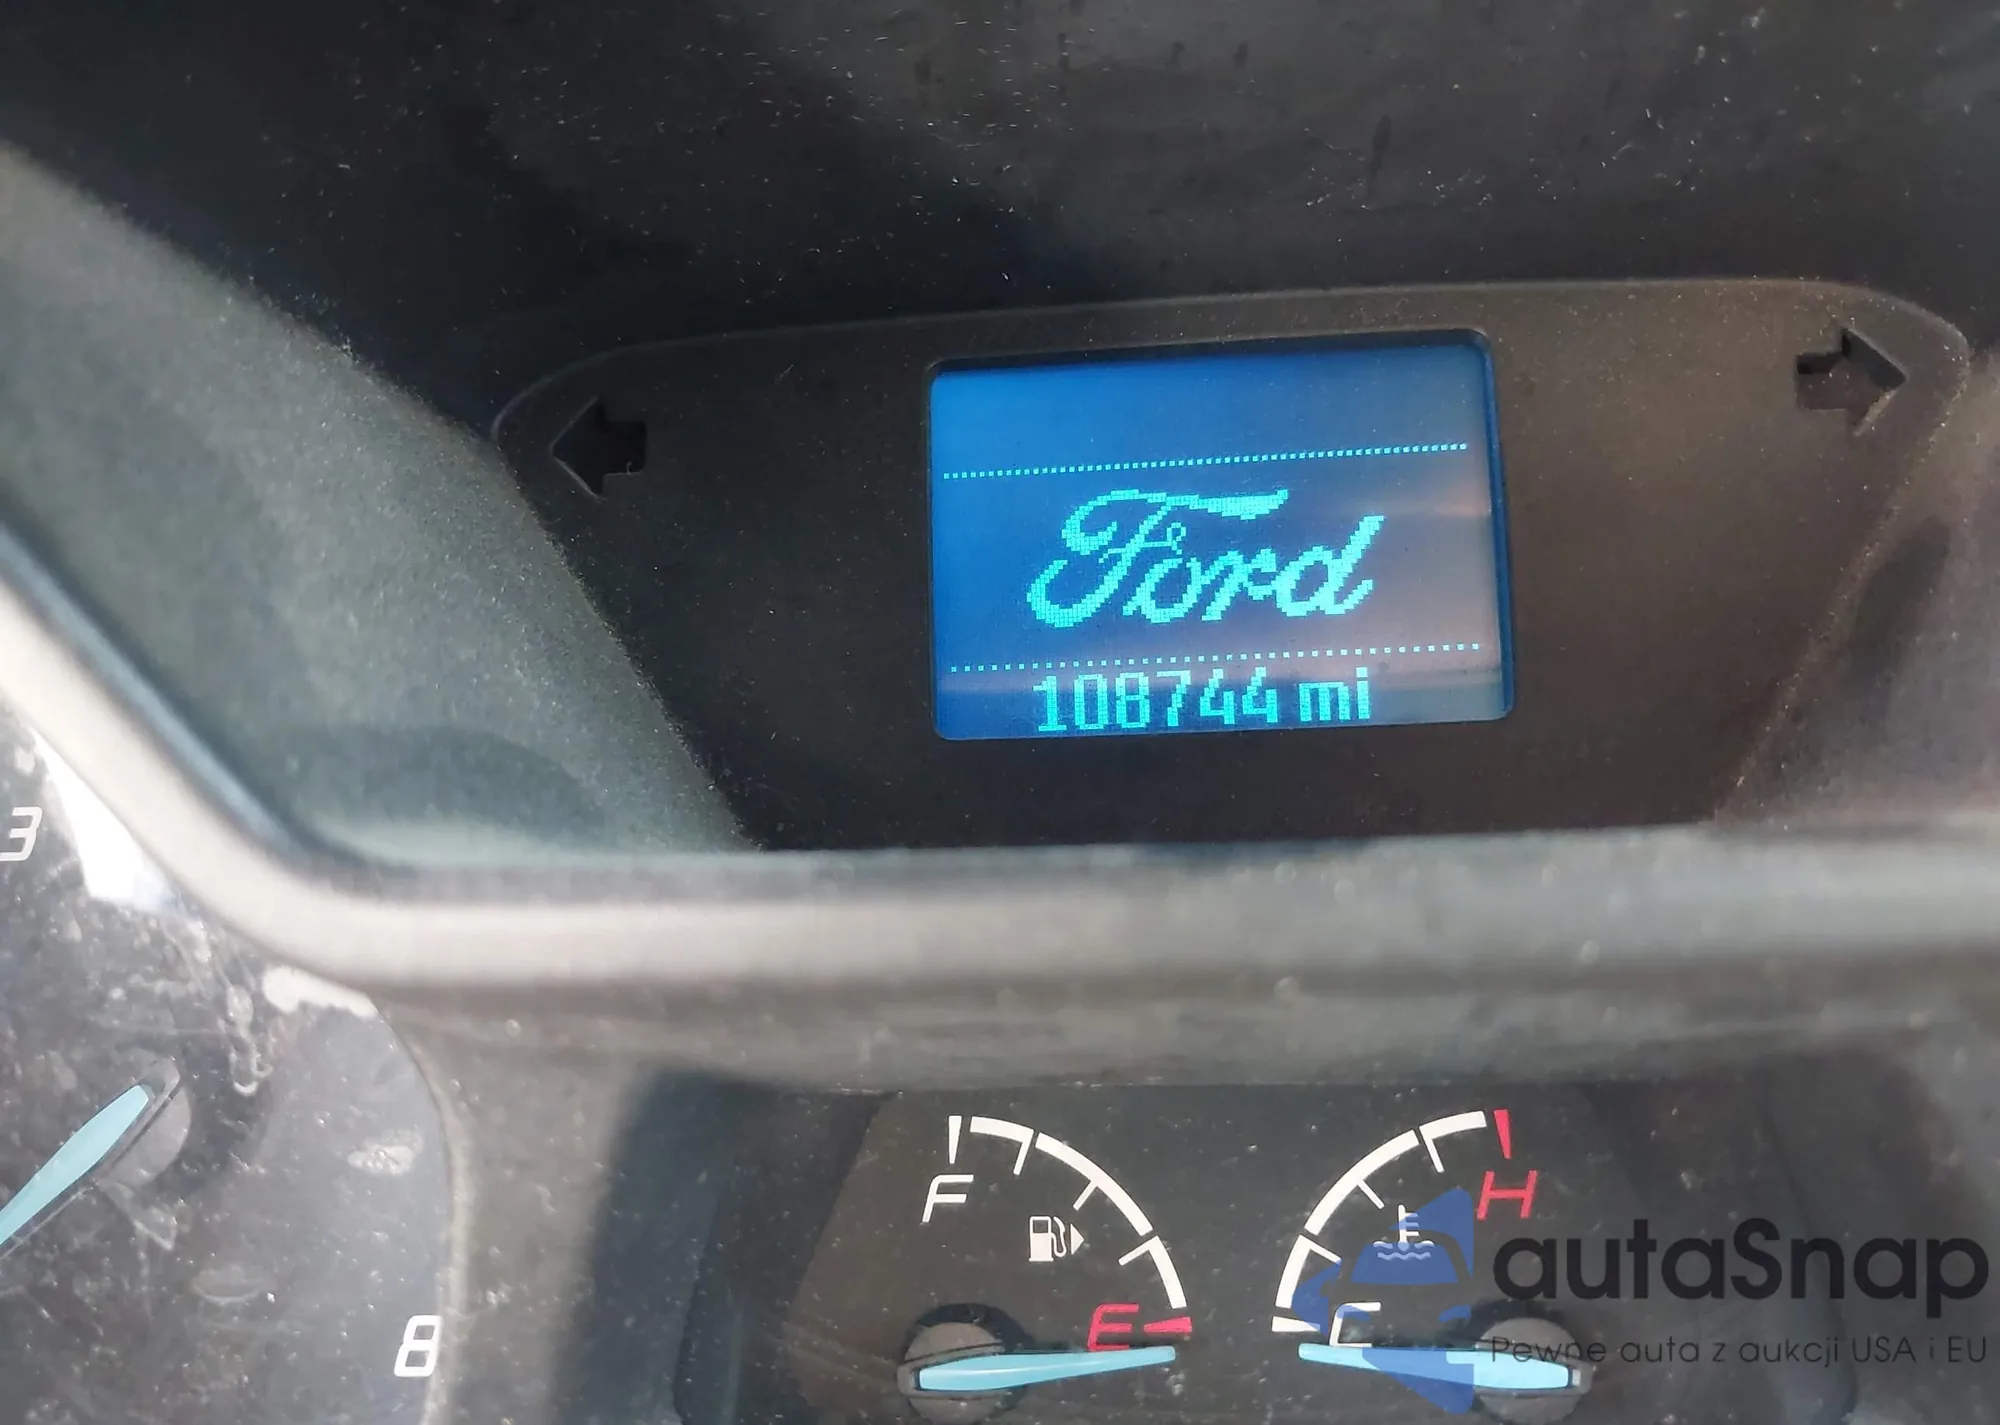 Ford
108744 mi
3
8
F
E
H
C
autaSnap
Pewne auta z aukcji USA i EU